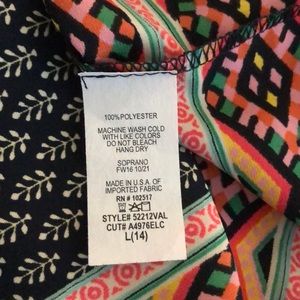 100% POLYESTER
MACHINE WASH COLD
WITH LIKE COLORS
DO NOT BLEACH
HANG DRY
SOPRANO
FW16 10/21
MADE IN U.S.A. OF
IMPORTED FABRIC
RN # 102517
STYLE# 52212VAL
CUT# A4976ELC
L(14)